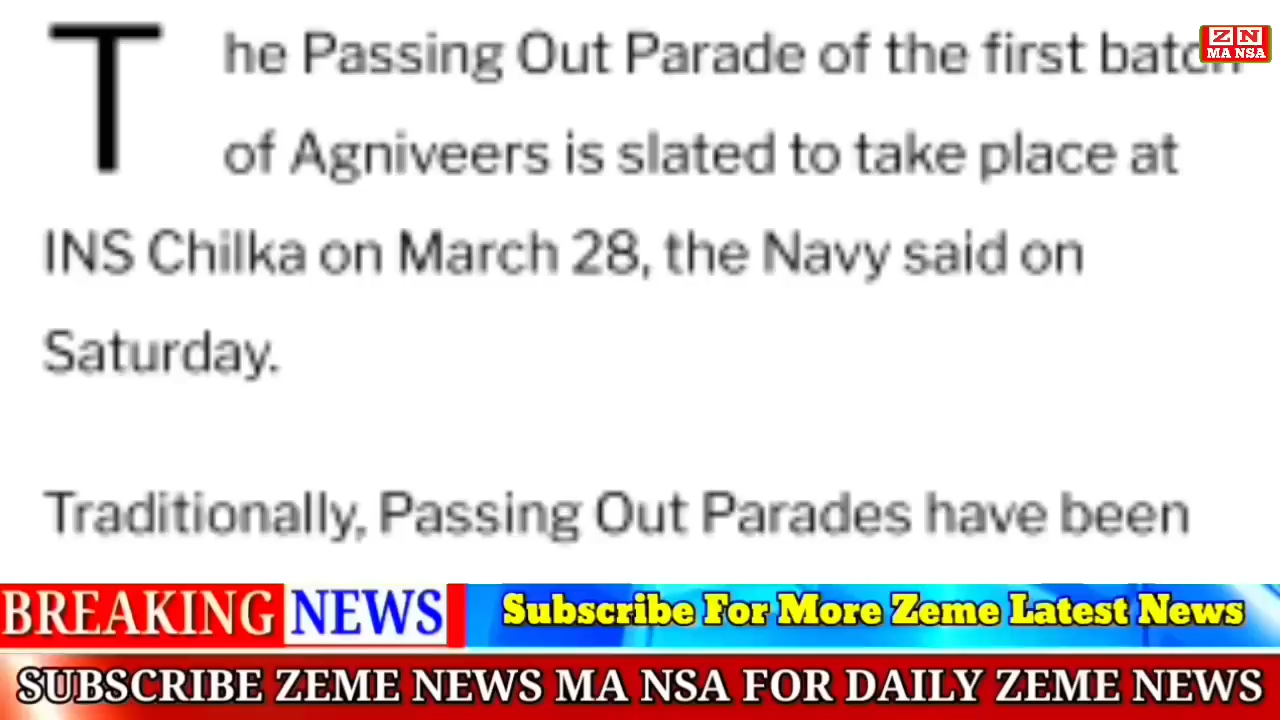 The Passing Out Parade of the first batch
of Agniveers is slated to take place at
INS Chilka on March 28, the Navy said on
Saturday.
Traditionally, Passing Out Parades have been
ZN
MA NSA
BREAKING NEWS
Subscribe For More Zeme Latest News
SUBSCRIBE ZEME NEWS MA NSA FOR DAILY ZEME NEWS